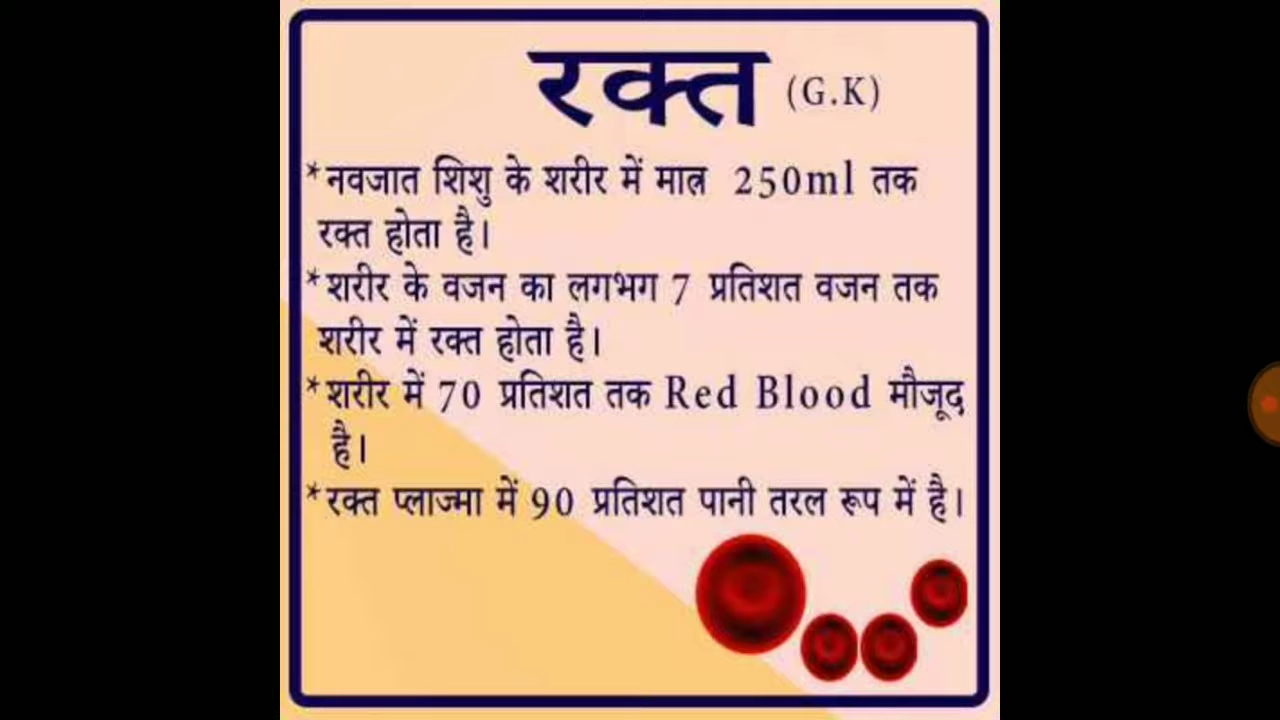 रक्त (G.K)
*नवजात शिशु के शरीर में मात्र 250ml तक
रक्त होता है।
*शरीर के वजन का लगभग 7 प्रतिशत वजन तक
शरीर में रक्त होता है।
*शरीर में 70 प्रतिशत तक Red Blood मौजूद
है।
*रक्त प्लाज्मा में 90 प्रतिशत पानी तरल रूप में है।